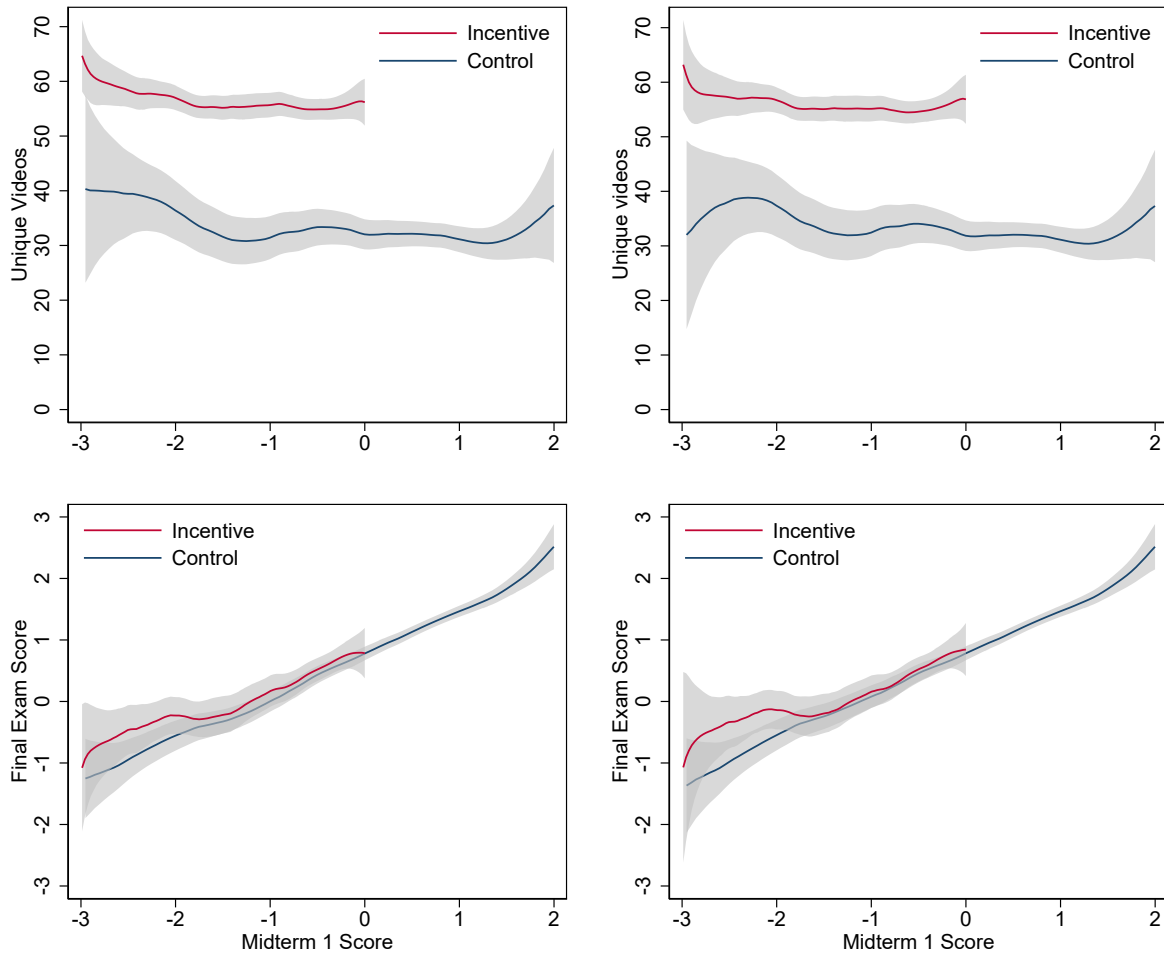 Unique Videos
70
60
50
40
30
20
10
0
Incentive
Control
-3 -2 -1 0 1 2
Unique videos
70
60
50
40
30
20
10
0
Incentive
Control
-3 -2 -1 0 1 2
Final Exam Score
3
2
1
0
-1
-2
-3
Incentive
Control
-3 -2 -1 0 1 2
Midterm 1 Score
Final Exam Score
3
2
1
0
-1
-2
-3
Incentive
Control
-3 -2 -1 0 1 2
Midterm 1 Score